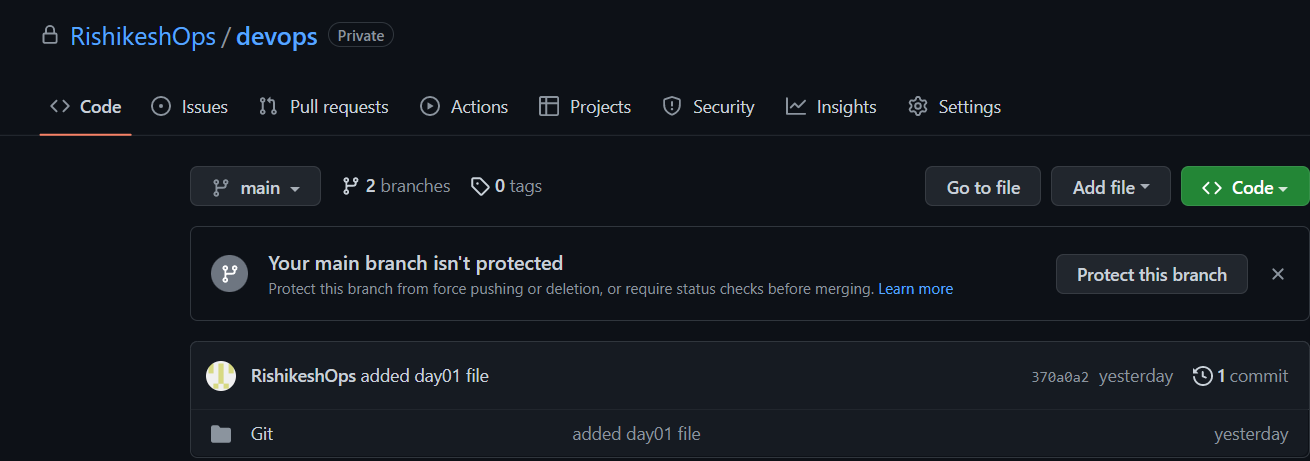 RishikeshOps / devops Private
Code Issues Pull requests Actions Projects Security Insights Settings
main 2 branches 0 tags Go to file Add file Code
Your main branch isn't protected
Protect this branch from force pushing or deletion, or require status checks before merging. Learn more Protect this branch
RishikeshOps added day01 file 370a0a2 yesterday 1 commit
Git added day01 file yesterday